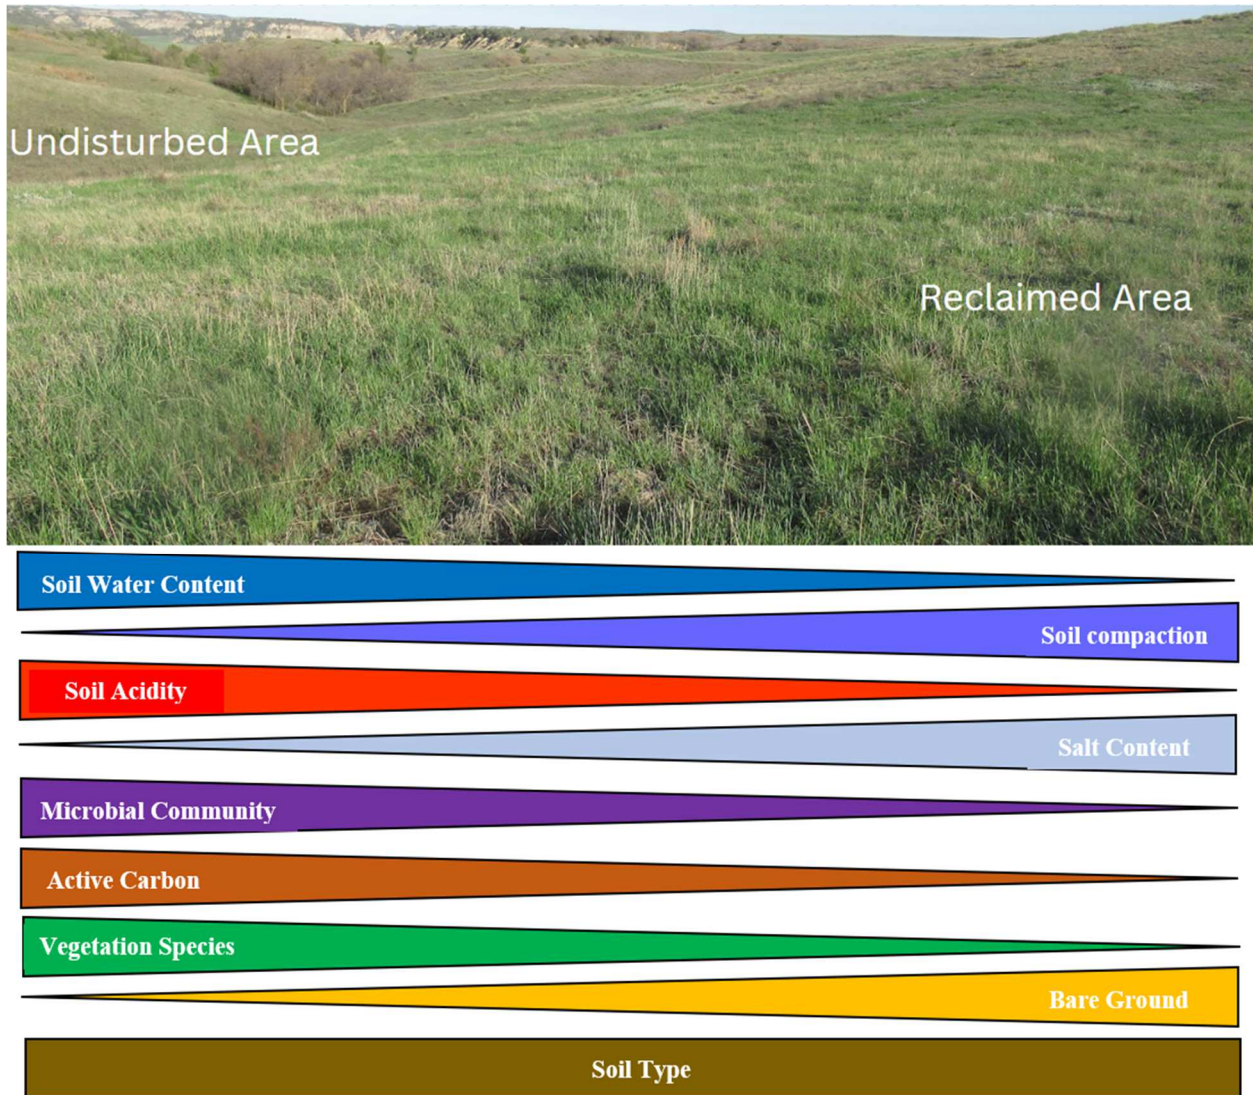 Undisturbed Area
Reclaimed Area
Soil Water Content
Soil compaction
Soil Acidity
Salt Content
Microbial Community
Active Carbon
Vegetation Species
Bare Ground
Soil Type